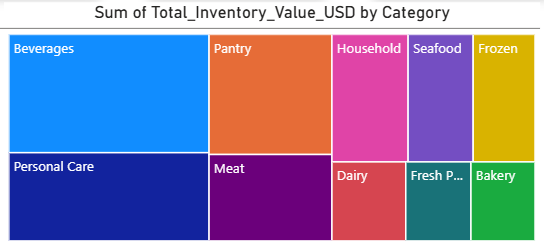 Sum of Total_Inventory_Value_USD by Category
Beverages
Pantry
Household
Seafood
Frozen
Personal Care
Meat
Dairy
Fresh P...
Bakery